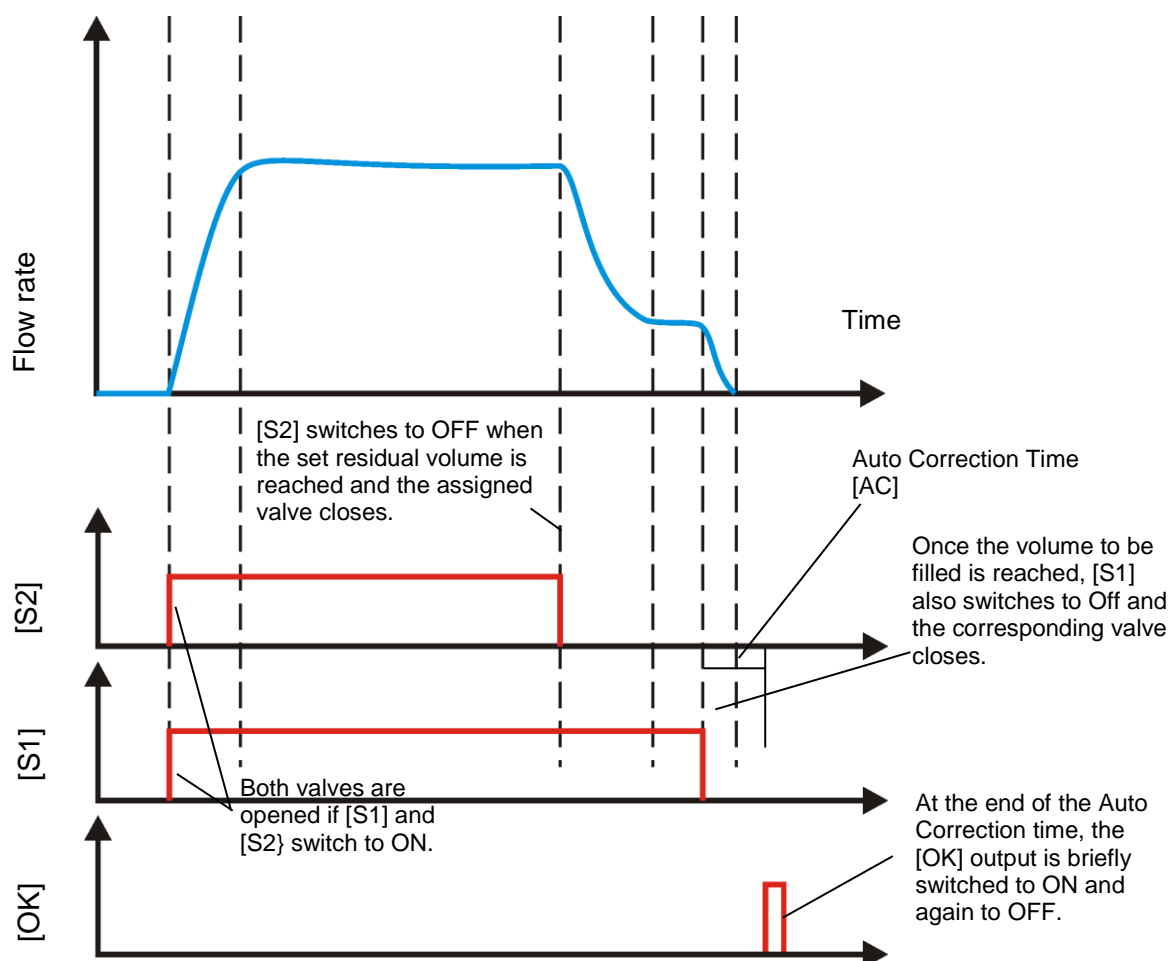 Flow rate
Time
[S2] switches to OFF when
the set residual volume is
reached and the assigned
valve closes.
Auto Correction Time
[AC]
Once the volume to be
filled is reached, [S1]
also switches to Off and
the corresponding valve
closes.
[S2]
[S1]
Both valves are
opened if [S1] and
[S2} switch to ON.
At the end of the Auto
Correction time, the
[OK] output is briefly
switched to ON and
again to OFF.
[OK]